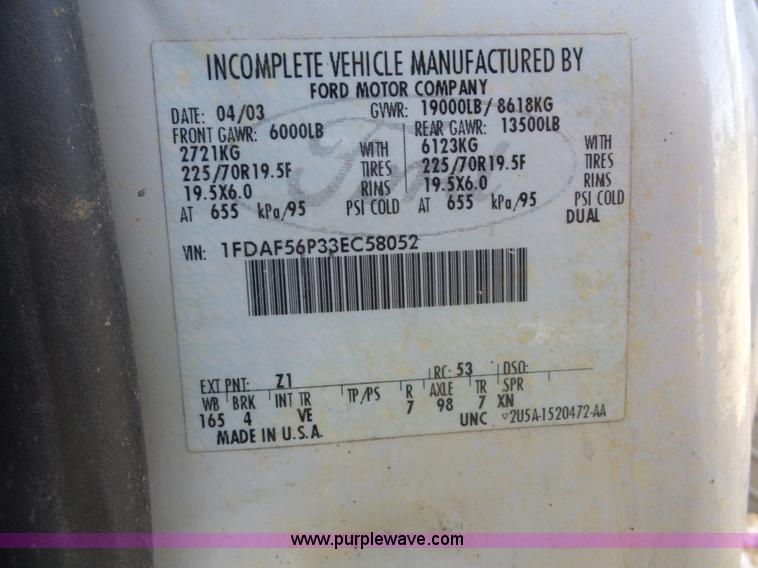 INCOMPLETE VEHICLE MANUFACTURED BY
FORD MOTOR COMPANY
DATE: 04/03 GVWR: 19000LB/ 8618KG
FRONT GAWR: 6000LB REAR GAWR: 13500LB
2721KG WITH 6123KG WITH
225/70R19.5F TIRES 225/70R19.5F TIRES
19.5X6.0 RIMS 19.5X6.0 RIMS
AT 655 kPa/95 PSI COLD AT 655 kPa/95 PSI COLD
DUAL
Ford
VIN: 1FDAF56P33EC58052
EXT PNT: Z1 RC: 53 DSO:
WB BRK INT TR TP/PS R AXLE TR SPR
165 4 VE 7 98 7 XN
MADE IN U.S.A. UNC 2U5A-1520472-AA
www.purplewave.com